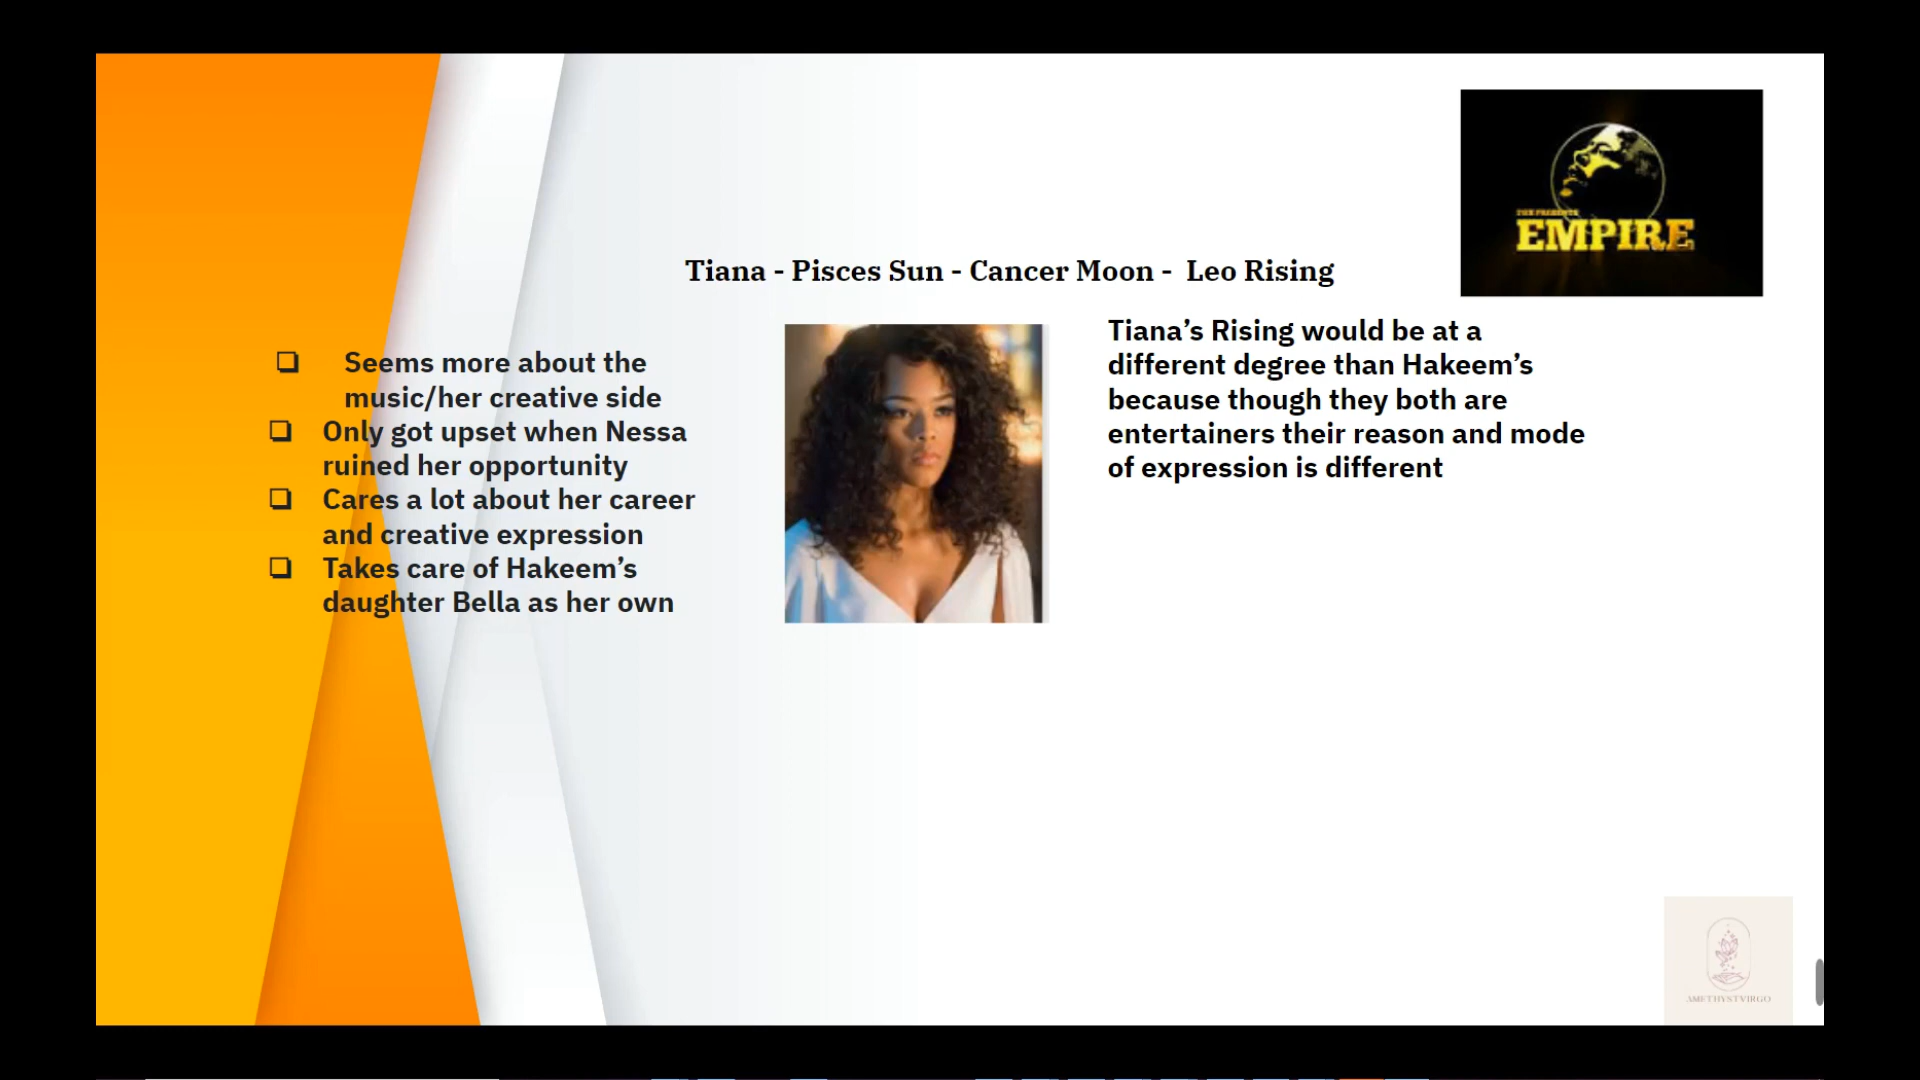 FOX PRESENTS
EMPIRE
Tiana - Pisces Sun - Cancer Moon - Leo Rising
❏ Seems more about the
music/her creative side
❏ Only got upset when Nessa
ruined her opportunity
❏ Cares a lot about her career
and creative expression
❏ Takes care of Hakeem’s
daughter Bella as her own
Tiana’s Rising would be at a
different degree than Hakeem’s
because though they both are
entertainers their reason and mode
of expression is different
AMETHYSTVIRGO